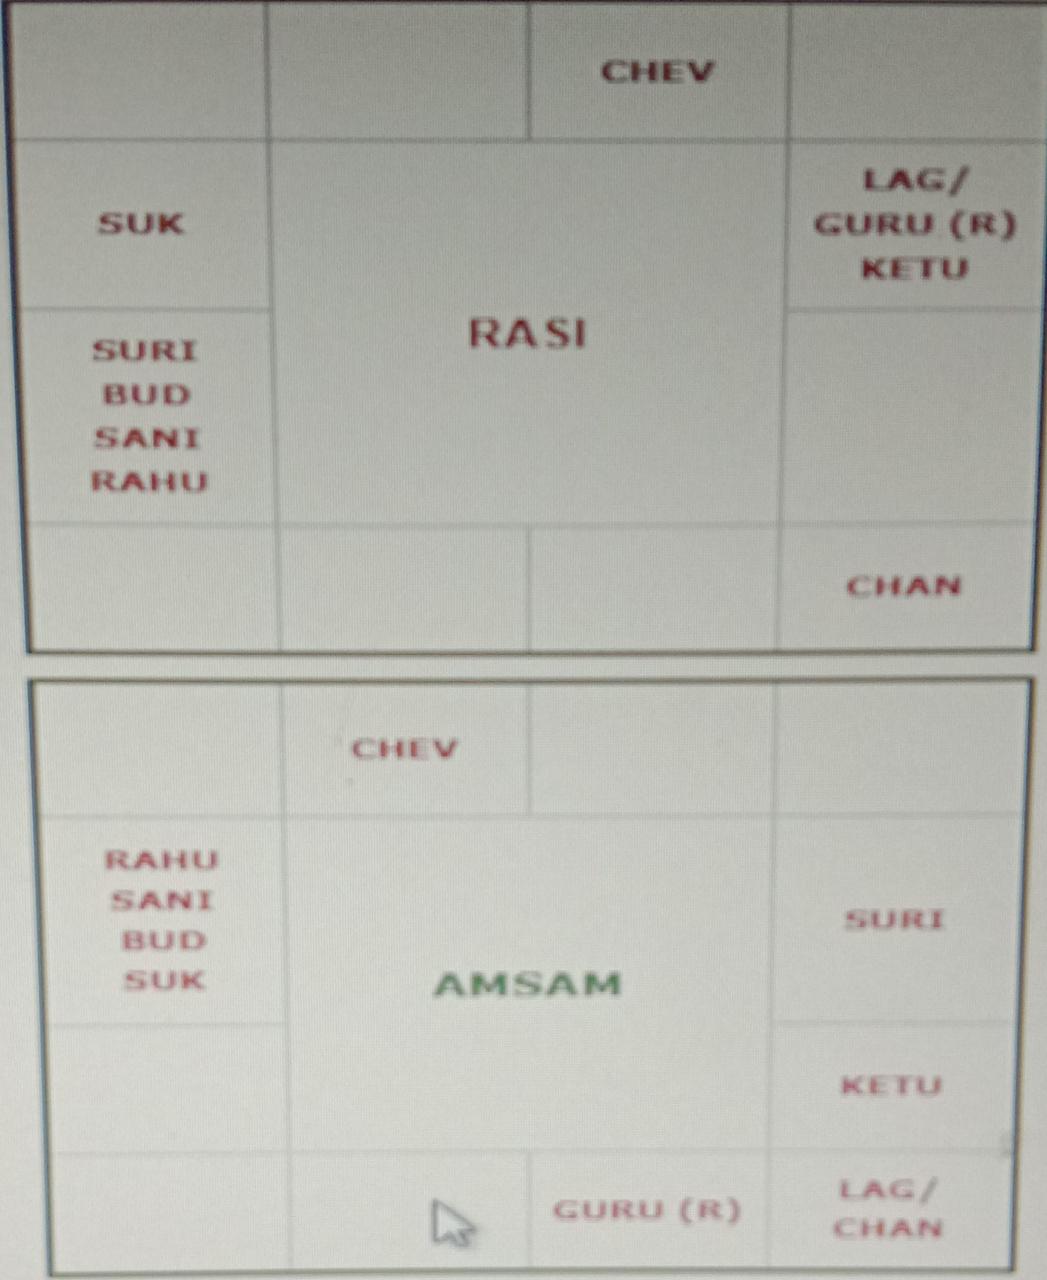 CHEV
SUK
LAG/
GURU (R)
KETU
RASI
SURI
BUD
SANI
RAHU
CHAN
CHEV
RAHU
SANI
BUD
SUK
SURI
AMSAM
KETU
GURU (R)
LAG/
CHAN